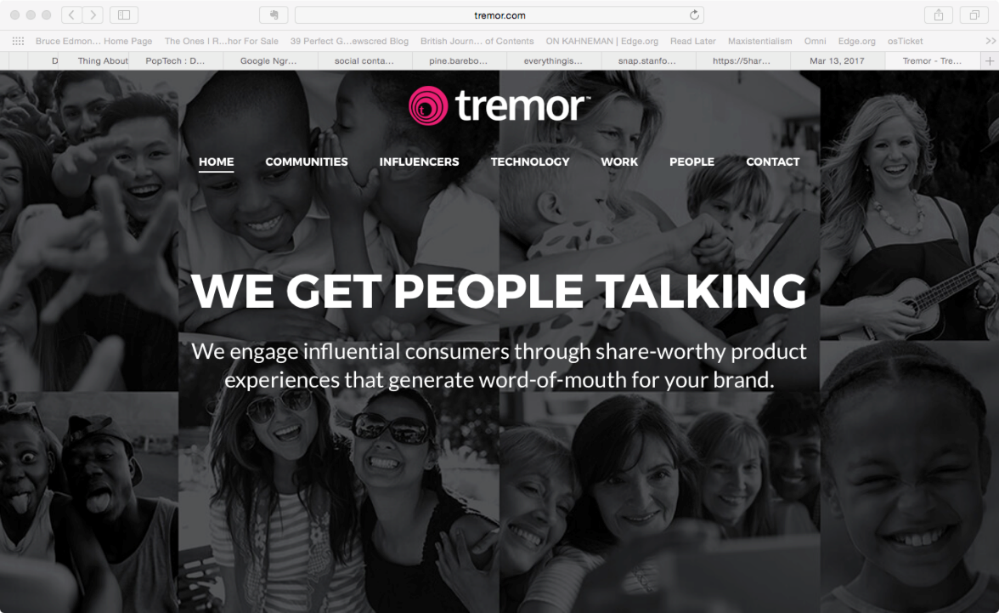 tremor.com
Bruce Edmon... Home Page The Ones I R...hor For Sale 39 Perfect G...ewscred Blog British Journ... of Contents ON KAHNEMAN | Edge.org Read Later Maxistentialism Omni Edge.org osTicket
D Thing About PopTech : D... Google Ngr... social conta... pine.barebo... everythingis... snap.stanfo... https://5har... Mar 13, 2017 Tremor - Tre...
t tremor™
HOME COMMUNITIES INFLUENCERS TECHNOLOGY WORK PEOPLE CONTACT
WE GET PEOPLE TALKING
We engage influential consumers through share-worthy product
experiences that generate word-of-mouth for your brand.